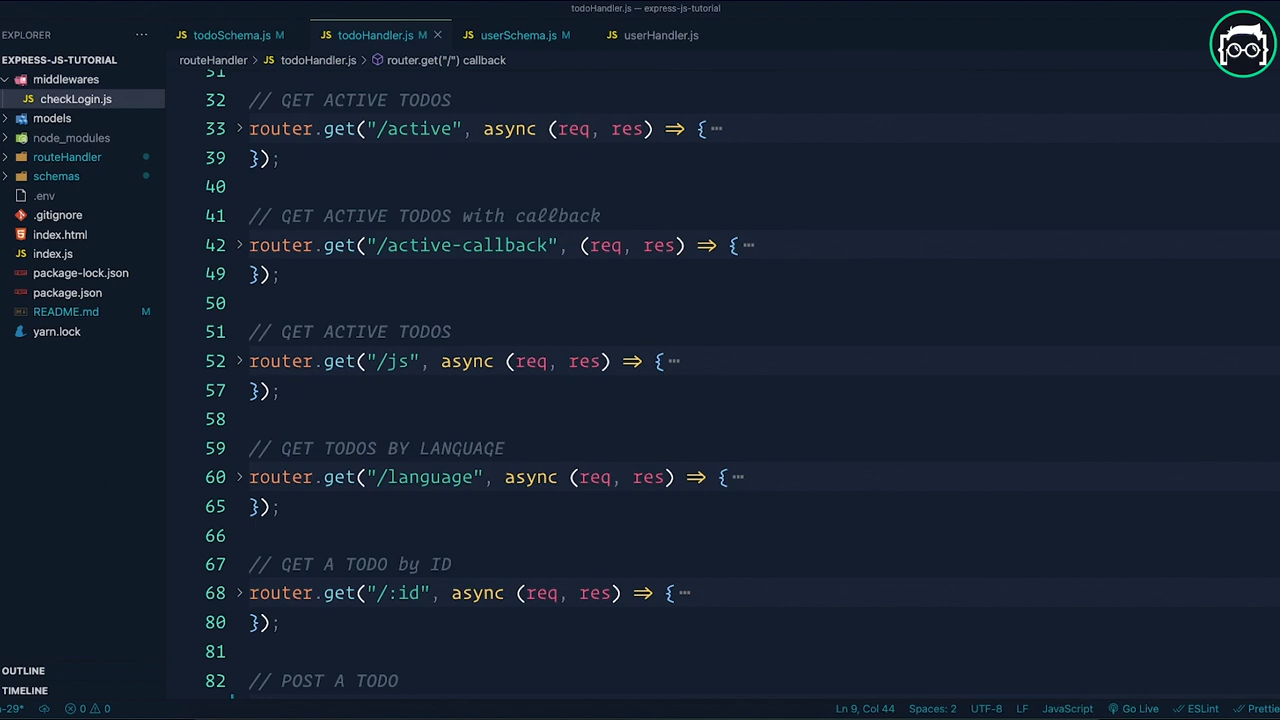 todoHandler.js — express-js-tutorial
EXPLORER
EXPRESS-JS-TUTORIAL
middlewares
checkLogin.js
models
node_modules
routeHandler
schemas
.env
.gitignore
index.html
index.js
package-lock.json
package.json
README.md M
yarn.lock
OUTLINE
TIMELINE
todoSchema.js M
todoHandler.js M
userSchema.js M
userHandler.js
routeHandler > todoHandler.js > router.get("/") callback
31
32 // GET ACTIVE TODOS
33 router.get("/active", async (req, res) => {…
39 });
40
41 // GET ACTIVE TODOS with callback
42 router.get("/active-callback", (req, res) => {…
49 });
50
51 // GET ACTIVE TODOS
52 router.get("/js", async (req, res) => {…
57 });
58
59 // GET TODOS BY LANGUAGE
60 router.get("/language", async (req, res) => {…
65 });
66
67 // GET A TODO by ID
68 router.get("/:id", async (req, res) => {…
80 });
81
82 // POST A TODO
-29* 0 0 Ln 9, Col 44 Spaces: 2 UTF-8 LF JavaScript Go Live ESLint Prettie